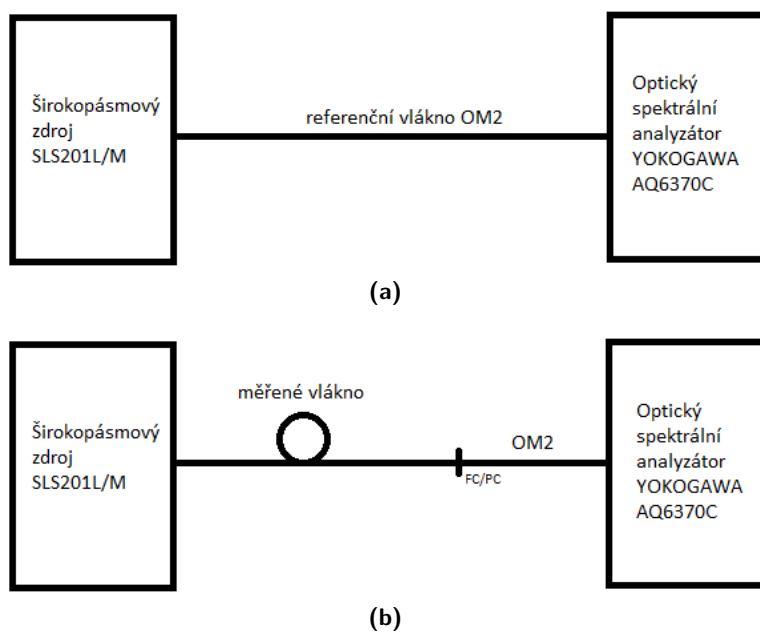 Širokopásmový
zdroj
SLS201L/M
referenční vlákno OM2
Optický
spektrální
analyzátor
YOKOGAWA
AQ6370C
(a)
Širokopásmový
zdroj
SLS201L/M
měřené vlákno
FC/PC
OM2
Optický
spektrální
analyzátor
YOKOGAWA
AQ6370C
(b)